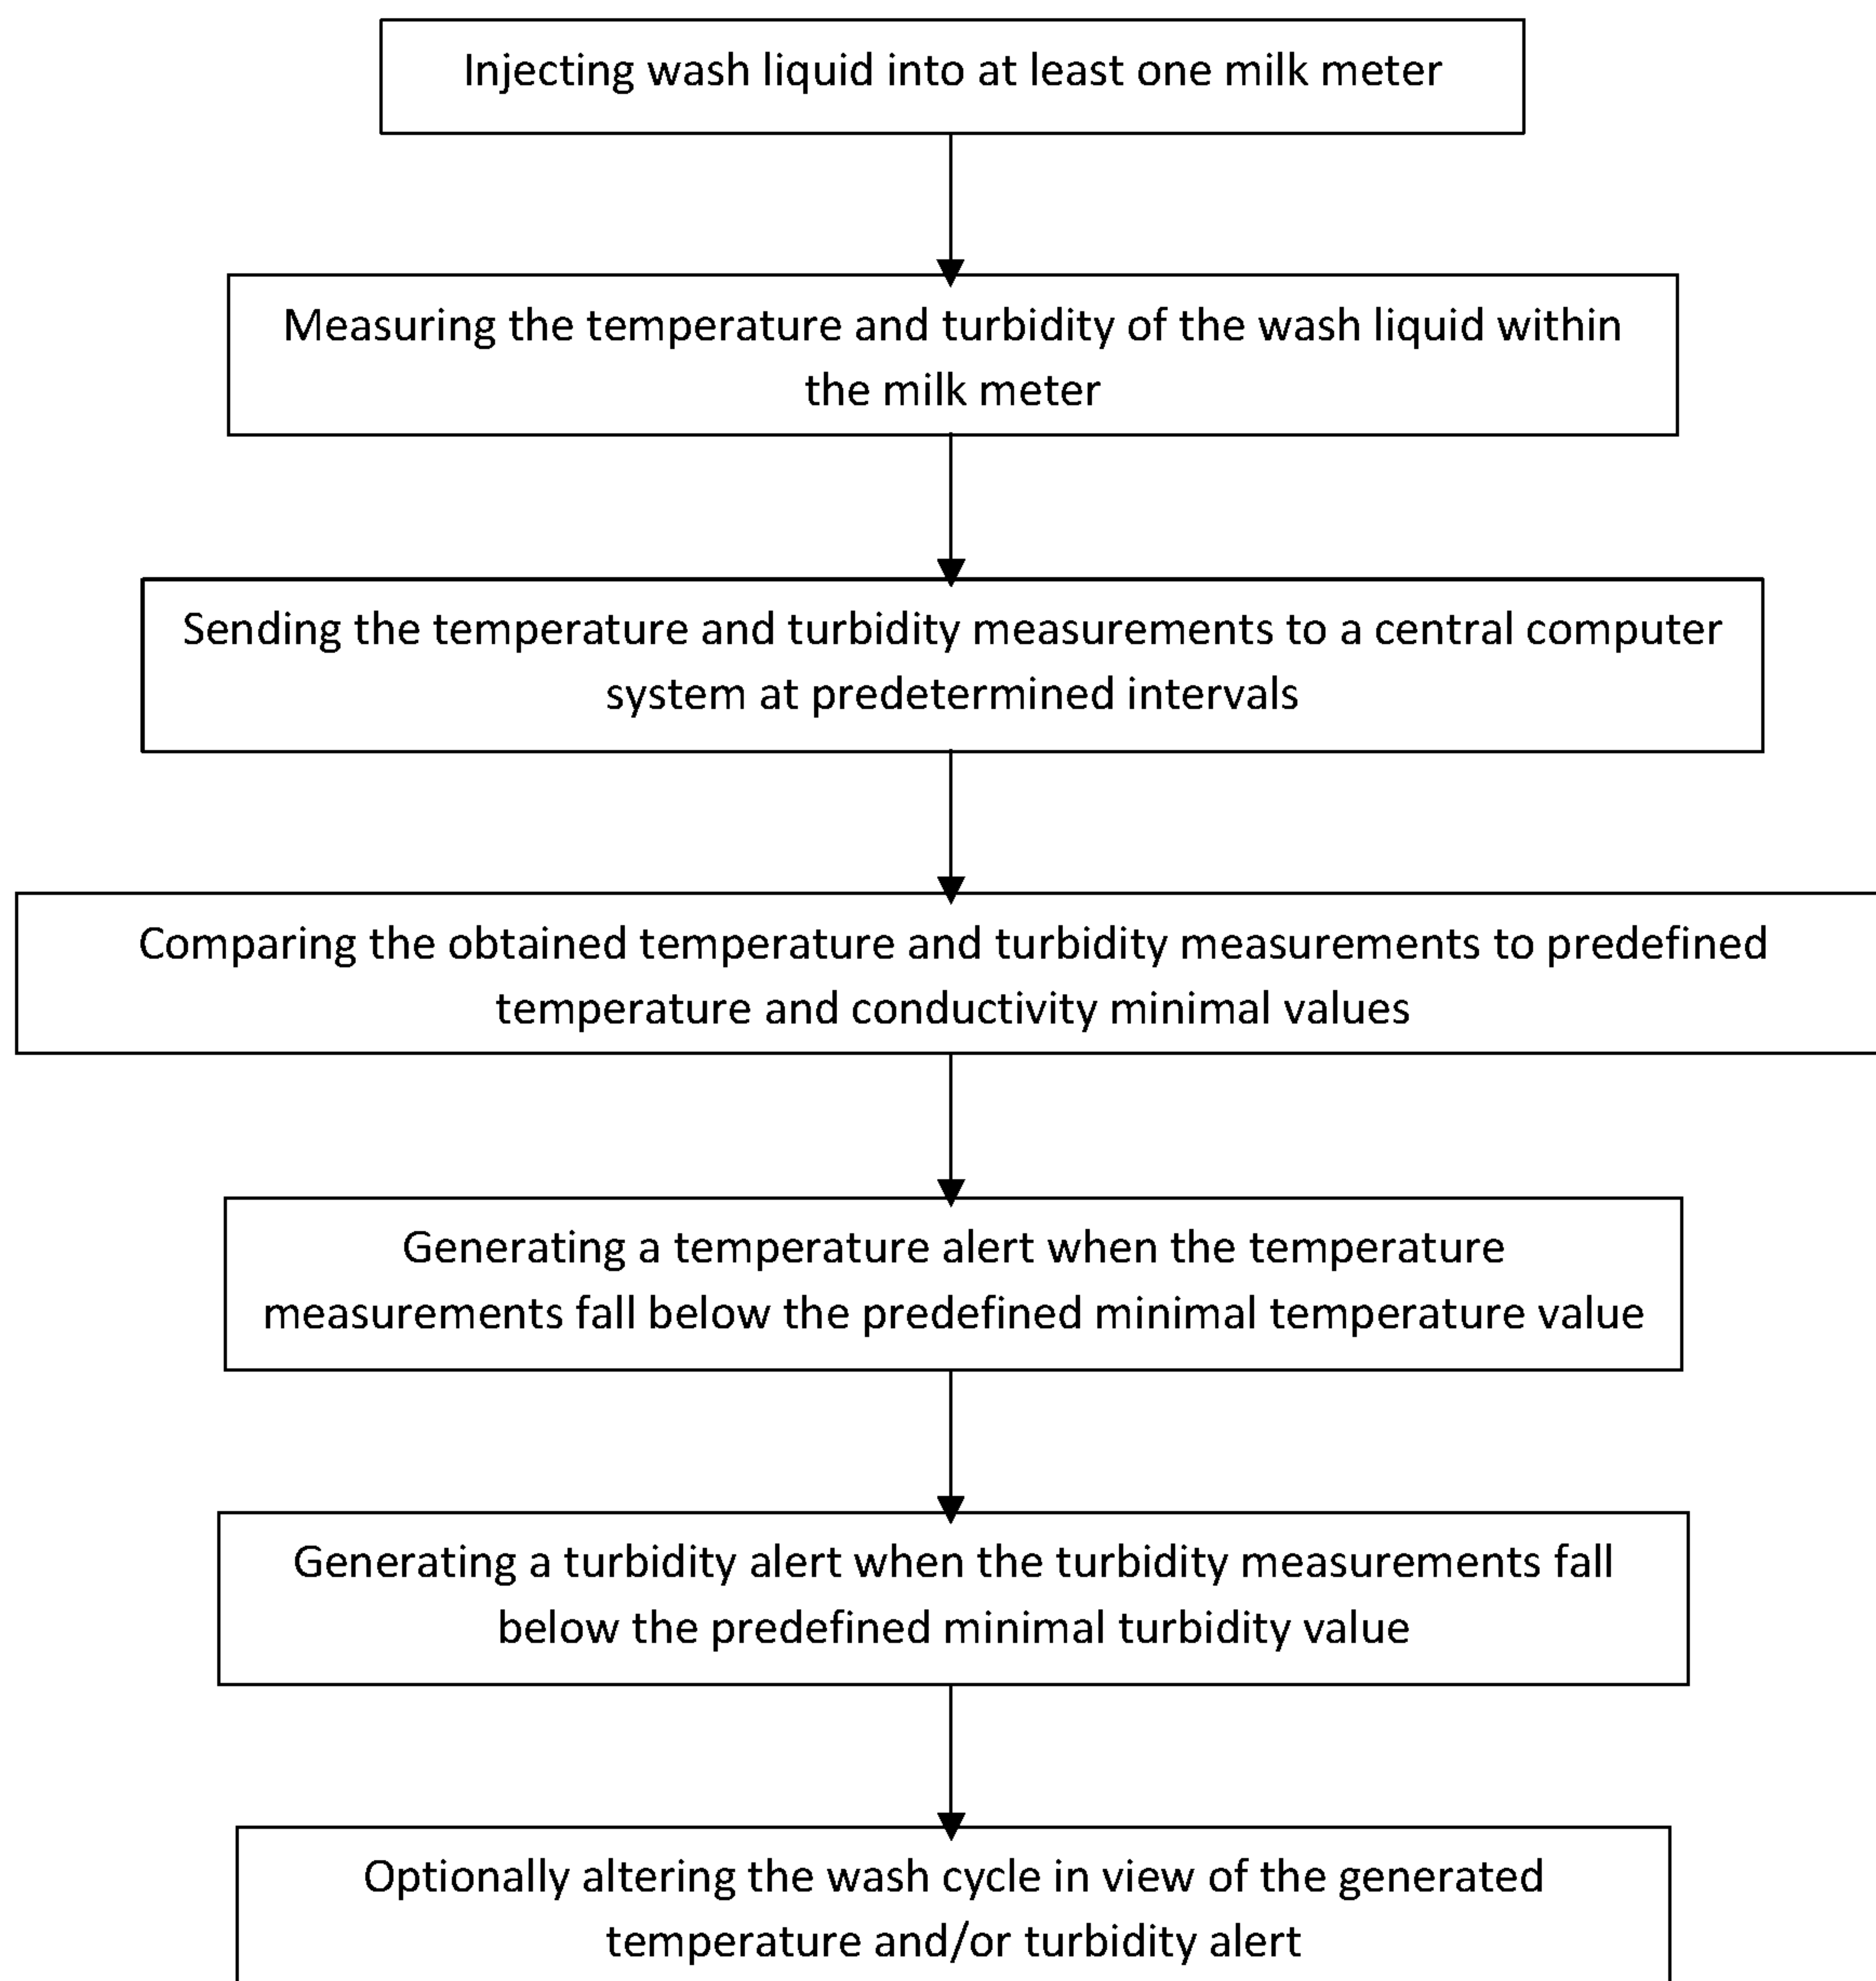 Injecting wash liquid into at least one milk meter
Measuring the temperature and turbidity of the wash liquid within
the milk meter
Sending the temperature and turbidity measurements to a central computer
system at predetermined intervals
Comparing the obtained temperature and turbidity measurements to predefined
temperature and conductivity minimal values
Generating a temperature alert when the temperature
measurements fall below the predefined minimal temperature value
Generating a turbidity alert when the turbidity measurements fall
below the predefined minimal turbidity value
Optionally altering the wash cycle in view of the generated
temperature and/or turbidity alert